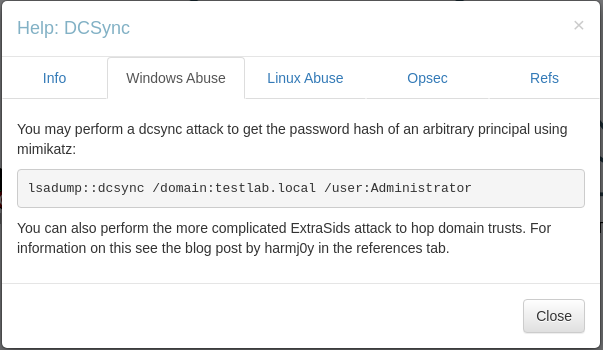 Help: DCSync
×
Info
Windows Abuse
Linux Abuse
Opsec
Refs
You may perform a dcsync attack to get the password hash of an arbitrary principal using
mimikatz:
lsadump::dcsync /domain:testlab.local /user:Administrator
You can also perform the more complicated ExtraSids attack to hop domain trusts. For
information on this see the blog post by harmj0y in the references tab.
Close